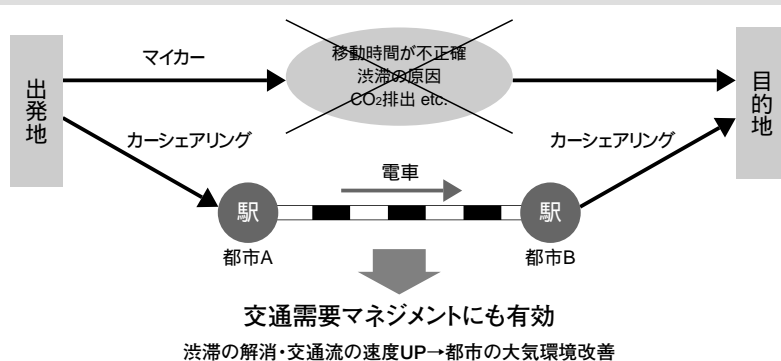 出発地
マイカー
移動時間が不正確
渋滞の原因
CO₂排出 etc.
目的地
カーシェアリング
カーシェアリング
電車
駅
駅
都市A
都市B
交通需要マネジメントにも有効
渋滞の解消・交通流の速度UP→都市の大気環境改善